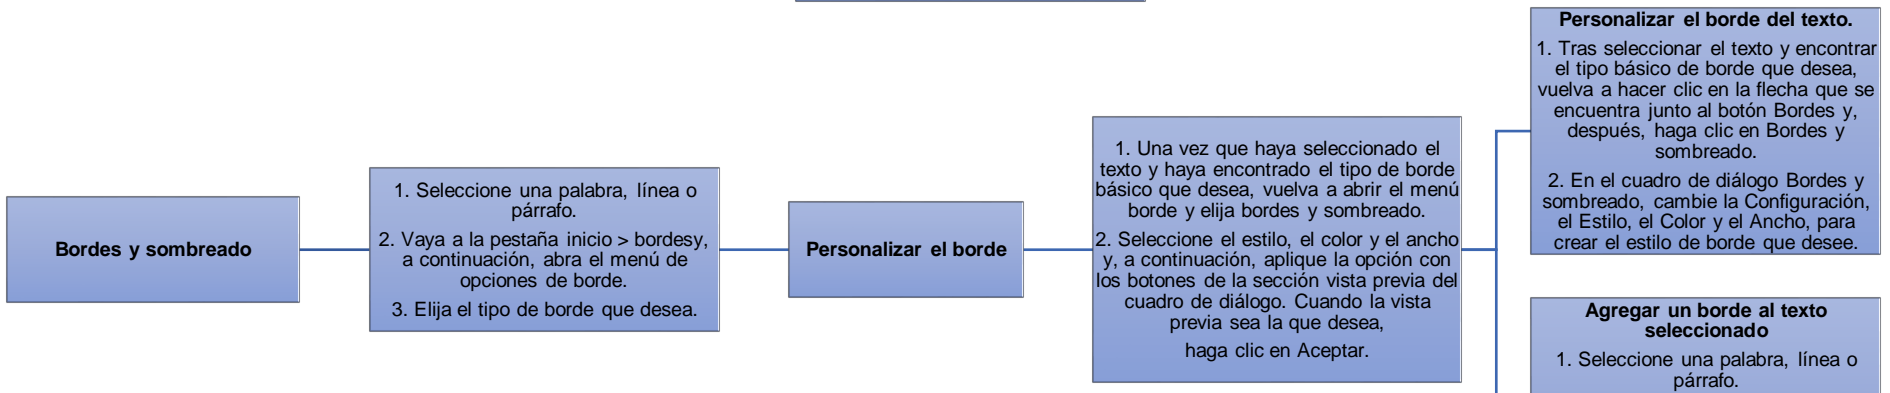 Bordes y sombreado
1. Seleccione una palabra, línea o
párrafo.
2. Vaya a la pestaña inicio > bordesy,
a continuación, abra el menú de
opciones de borde.
3. Elija el tipo de borde que desea.
Personalizar el borde
1. Una vez que haya seleccionado el
texto y haya encontrado el tipo de borde
básico que desea, vuelva a abrir el menú
borde y elija bordes y sombreado.
2. Seleccione el estilo, el color y el ancho
y, a continuación, aplique la opción con
los botones de la sección vista previa del
cuadro de diálogo. Cuando la vista
previa sea la que desea,
haga clic en Aceptar.
Personalizar el borde del texto.
1. Tras seleccionar el texto y encontrar
el tipo básico de borde que desea,
vuelva a hacer clic en la flecha que se
encuentra junto al botón Bordes y,
después, haga clic en Bordes y
sombreado.
2. En el cuadro de diálogo Bordes y
sombreado, cambie la Configuración,
el Estilo, el Color y el Ancho, para
crear el estilo de borde que desee.
Agregar un borde al texto
seleccionado
1. Seleccione una palabra, línea o
párrafo.